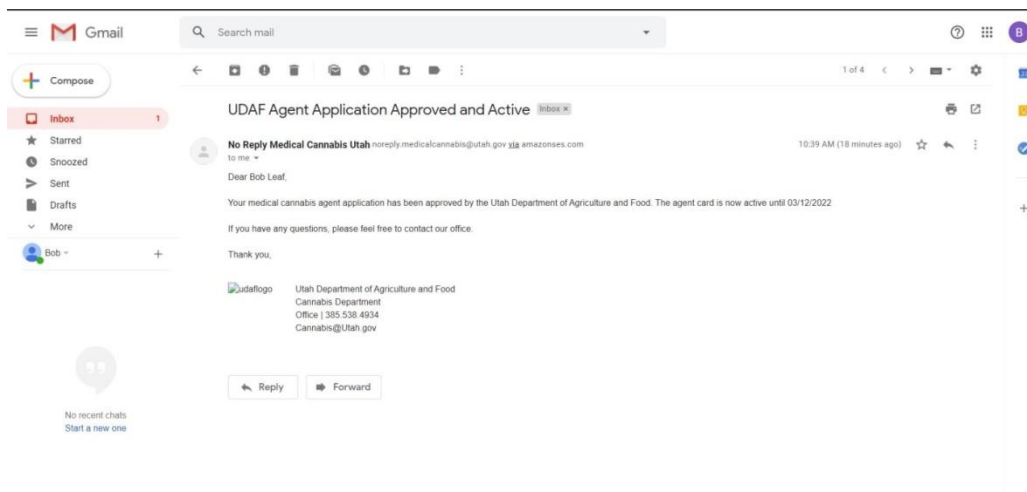 Gmail
Search mail
B
Compose
1 of 4
UDAF Agent Application Approved and Active Inbox ×
Inbox 1
Starred
Snoozed
Sent
Drafts
More
Bob
No Reply Medical Cannabis Utah noreply.medicalcannabis@utah.gov via amazonses.com
10:39 AM (18 minutes ago)
to me
Dear Bob Leaf,
Your medical cannabis agent application has been approved by the Utah Department of Agriculture and Food. The agent card is now active until 03/12/2022
If you have any questions, please feel free to contact our office.
Thank you,
udaflogo
Utah Department of Agriculture and Food
Cannabis Department
Office | 385.538.4934
Cannabis@Utah.gov
Reply
Forward
No recent chats
Start a new one